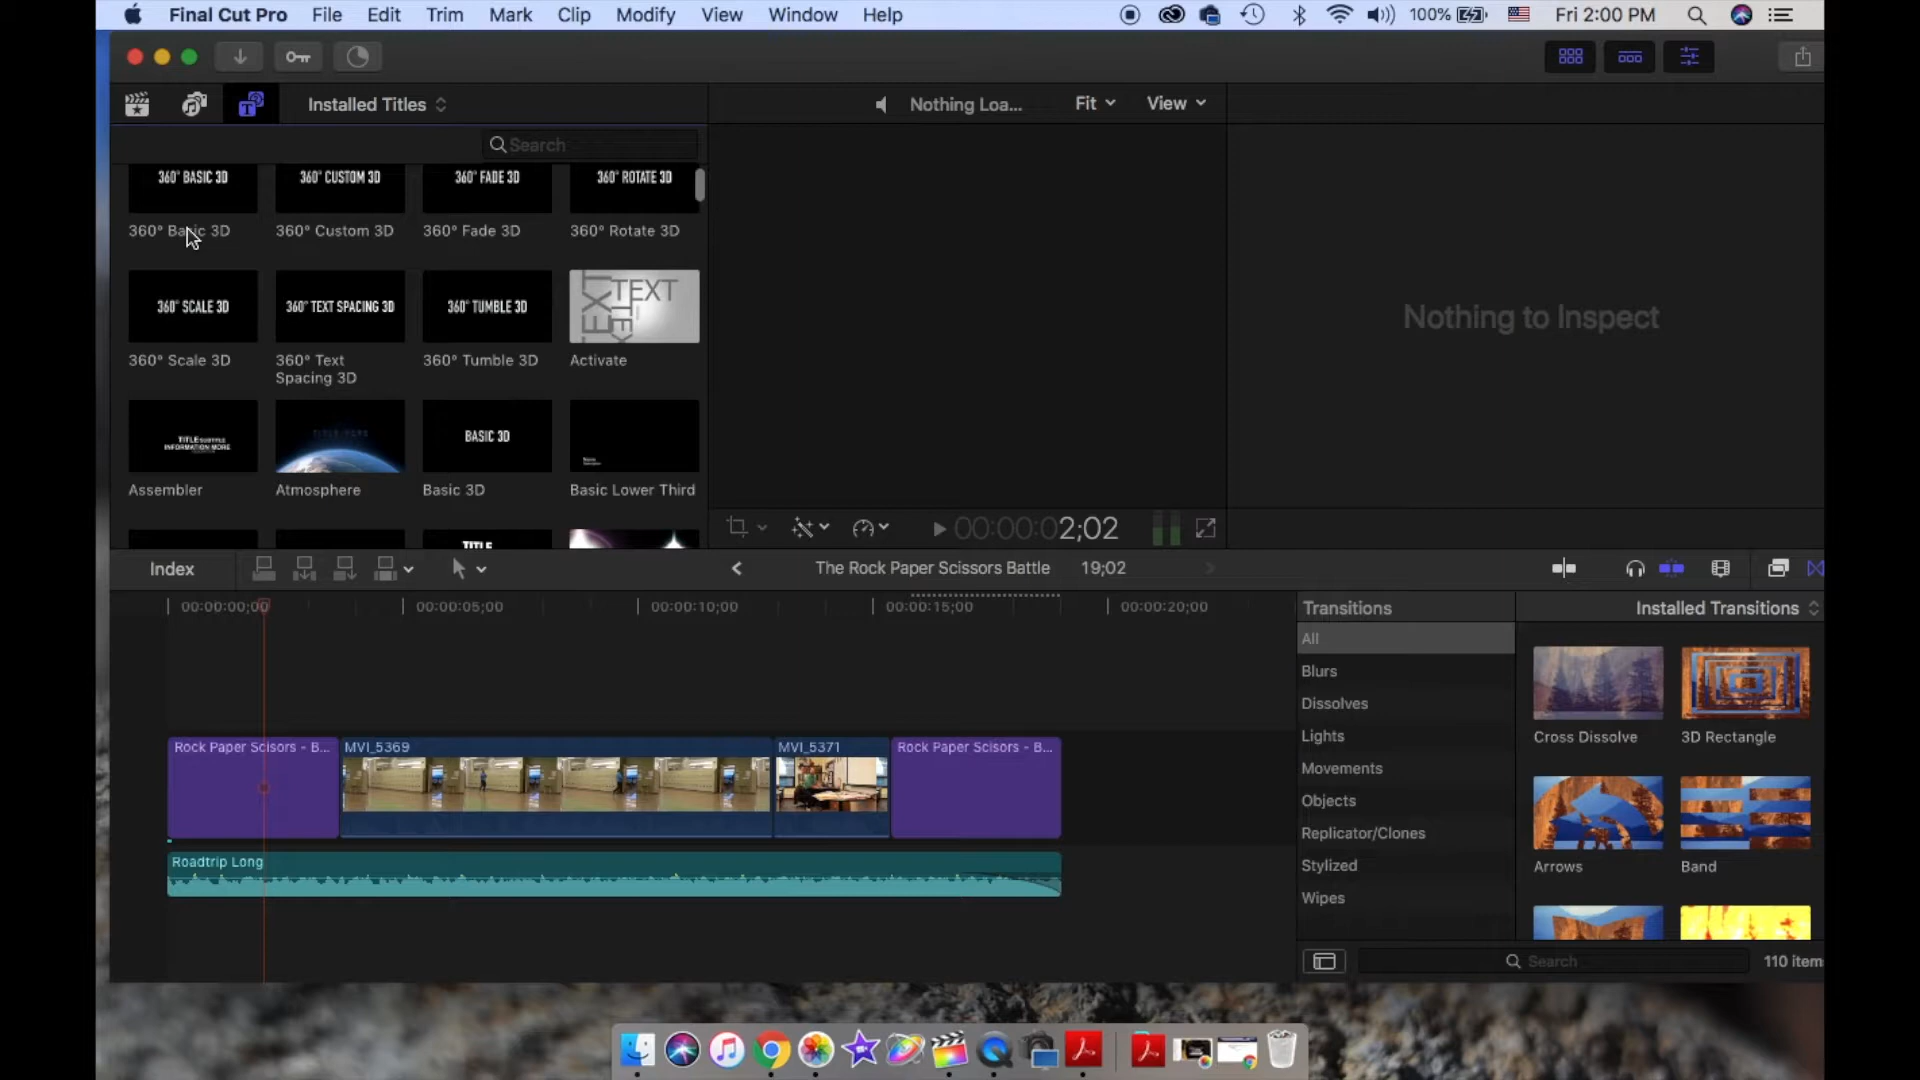 Final Cut Pro File Edit Trim Mark Clip Modify View Window Help 100% Fri 2:00 PM
Installed Titles
Nothing Loa... Fit View
Search
360° BASIC 3D 360° CUSTOM 3D 360° FADE 3D 360° ROTATE 3D
360° Basic 3D 360° Custom 3D 360° Fade 3D 360° Rotate 3D
360° SCALE 3D 360° TEXT SPACING 3D 360° TUMBLE 3D TEXT TEXT TEXT
360° Scale 3D 360° Text Spacing 3D 360° Tumble 3D Activate
Nothing to Inspect
TITLE SUBTITLE
INFORMATION MORE
BASIC 3D
Assembler Atmosphere Basic 3D Basic Lower Third
TITLE
00:00:02;02
Index The Rock Paper Scissors Battle 19;02
00:00:00;00 00:00:05;00 00:00:10;00 00:00:15;00 00:00:20;00
Transitions Installed Transitions
All
Blurs
Dissolves
Lights
Movements
Objects
Replicator/Clones
Stylized
Wipes
Cross Dissolve 3D Rectangle
Arrows Band
Rock Paper Scisors - B... MVI_5369 MVI_5371 Rock Paper Scisors - B...
Roadtrip Long
Search 110 item